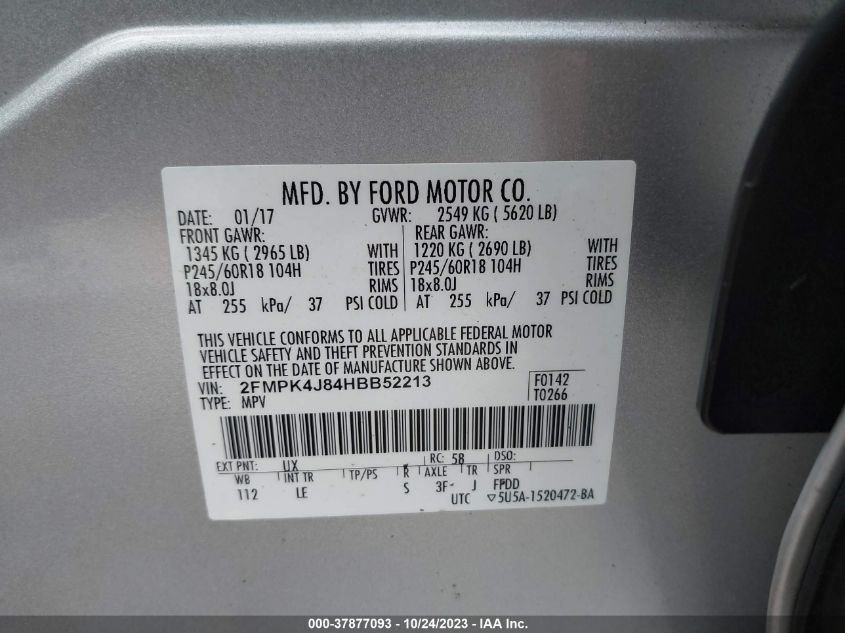 MFD. BY FORD MOTOR CO.
DATE: 01/17 GVWR: 2549 KG ( 5620 LB)
FRONT GAWR: REAR GAWR:
1345 KG ( 2965 LB) WITH 1220 KG ( 2690 LB) WITH
P245/60R18 104H TIRES P245/60R18 104H TIRES
18x8.0J RIMS 18x8.0J RIMS
AT 255 kPa/ 37 PSI COLD AT 255 kPa/ 37 PSI COLD
THIS VEHICLE CONFORMS TO ALL APPLICABLE FEDERAL MOTOR
VEHICLE SAFETY AND THEFT PREVENTION STANDARDS IN
EFFECT ON THE DATE OF MANUFACTURE SHOWN ABOVE.
VIN: 2FMPK4J84HBB52213 F0142
TYPE: MPV T0266
EXT PNT: UX RC: 58 DSO:
WB INT TR TP/PS R AXLE TR SPR
112 LE S 3F J FPDD
UTC ▽5U5A-1520472-BA
000-37877093 - 10/24/2023 - IAA Inc.